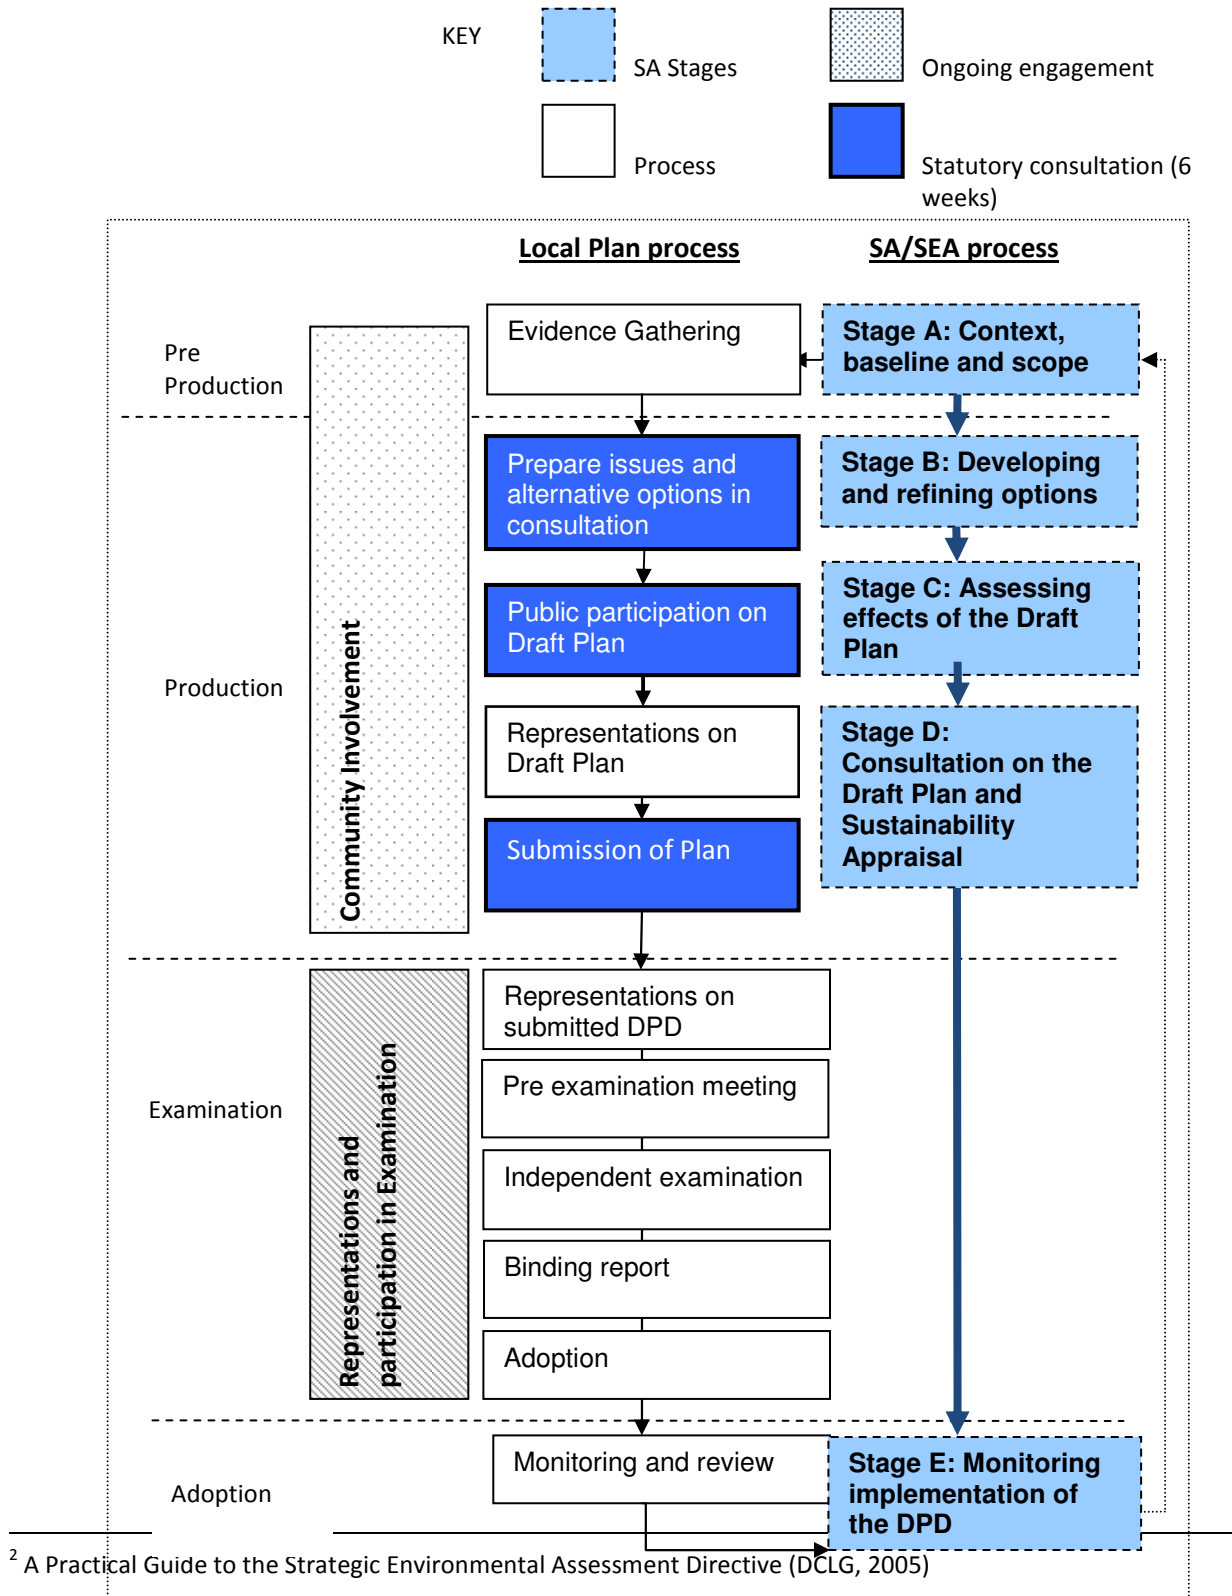 KEY
SA Stages
Ongoing engagement
Process
Statutory consultation (6
weeks)
Local Plan process
SA/SEA process
Pre
Production
Evidence Gathering
Stage A: Context,
baseline and scope
Community Involvement
Production
Prepare issues and
alternative options in
consultation
Stage B: Developing
and refining options
Public participation on
Draft Plan
Stage C: Assessing
effects of the Draft
Plan
Representations on
Draft Plan
Stage D:
Consultation on the
Draft Plan and
Sustainability
Appraisal
Submission of Plan
Examination
Representations and
participation in Examination
Representations on
submitted DPD
Pre examination meeting
Independent examination
Binding report
Adoption
Adoption
Monitoring and review
Stage E: Monitoring
implementation of
the DPD
2 A Practical Guide to the Strategic Environmental Assessment Directive (DCLG, 2005)